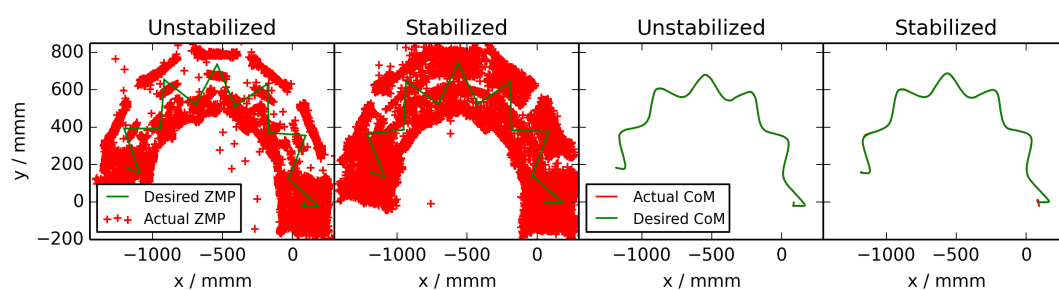 Unstabilized
Stabilized
Unstabilized
Stabilized
800
600
400
200
0
−200
y / mmm
Desired ZMP
Actual ZMP
Actual CoM
Desired CoM
−1000 −500 0
−1000 −500 0
−1000 −500 0
−1000 −500 0
x / mmm
x / mmm
x / mmm
x / mmm